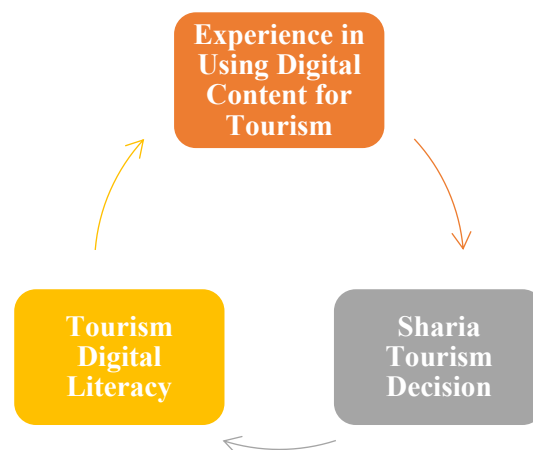 Experience in
Using Digital
Content for
Tourism
Tourism
Digital
Literacy
Sharia
Tourism
Decision